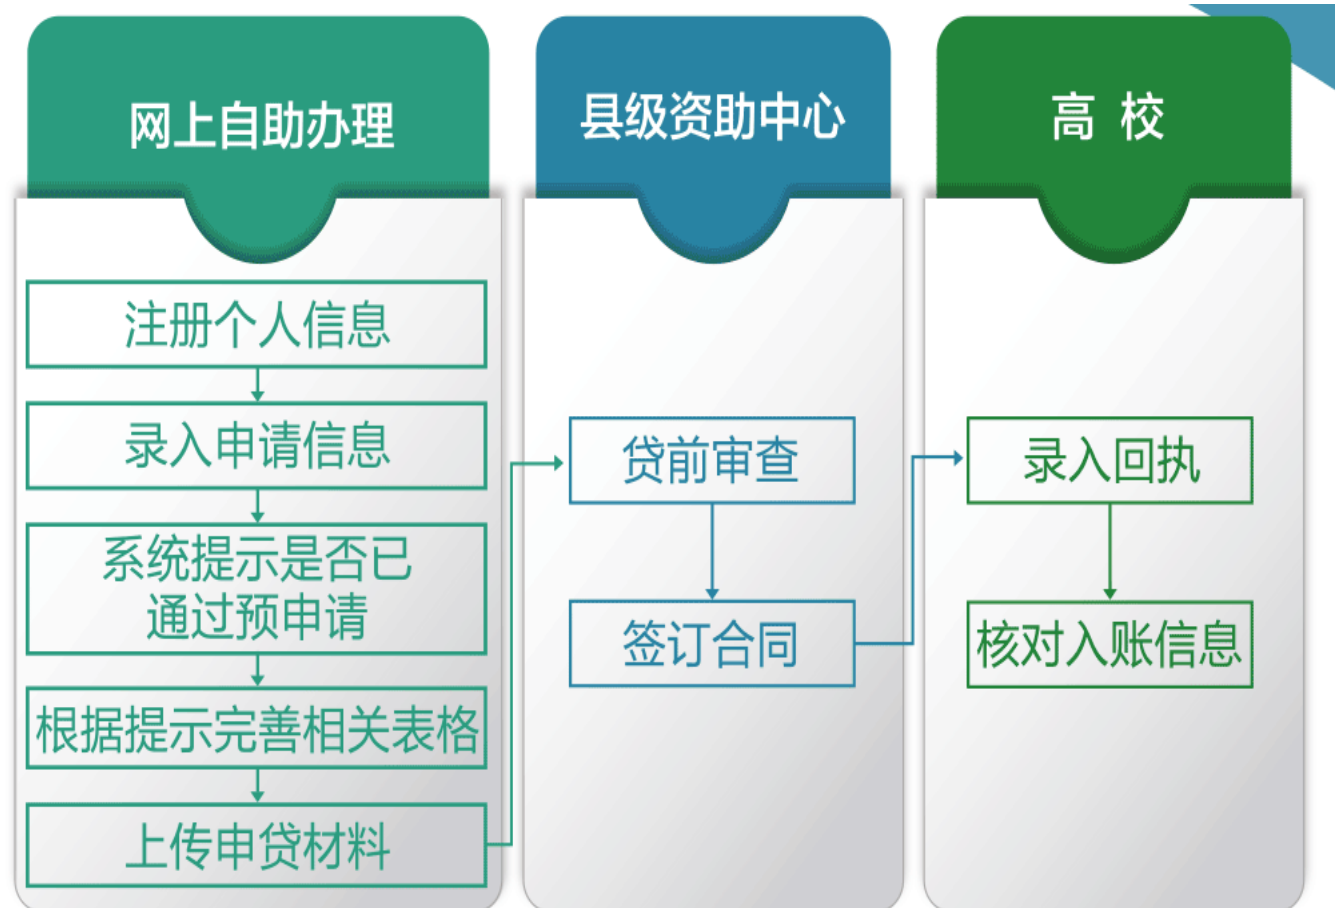 网上自助办理
注册个人信息
录入申请信息
系统提示是否已
通过预申请
根据提示完善相关表格
上传申贷材料
县级资助中心
贷前审查
签订合同
高 校
录入回执
核对入账信息